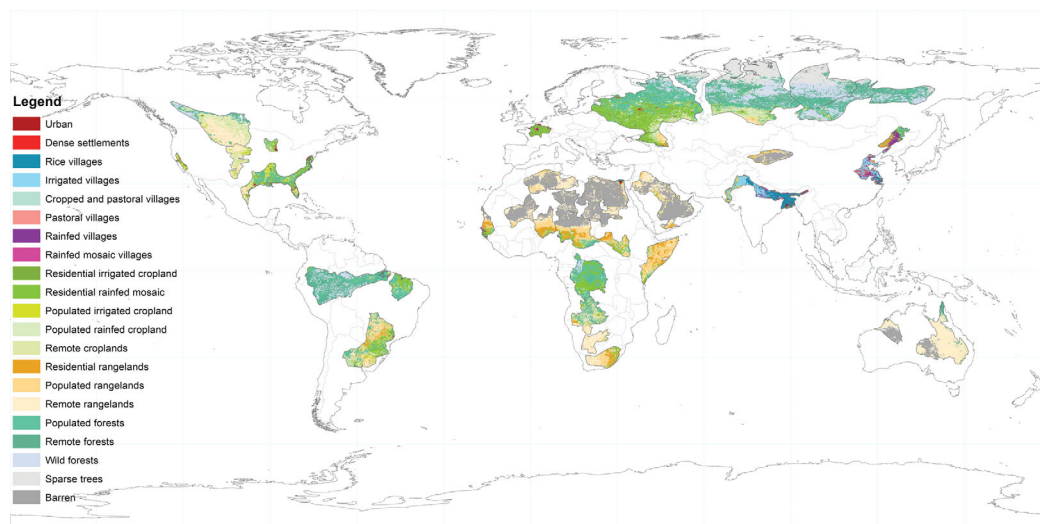 Legend
Urban
Dense settlements
Rice villages
Irrigated villages
Cropped and pastoral villages
Pastoral villages
Rainfed villages
Rainfed mosaic villages
Residential irrigated cropland
Residential rainfed mosaic
Populated irrigated cropland
Populated rainfed cropland
Remote croplands
Residential rangelands
Populated rangelands
Remote rangelands
Populated forests
Remote forests
Wild forests
Sparse trees
Barren